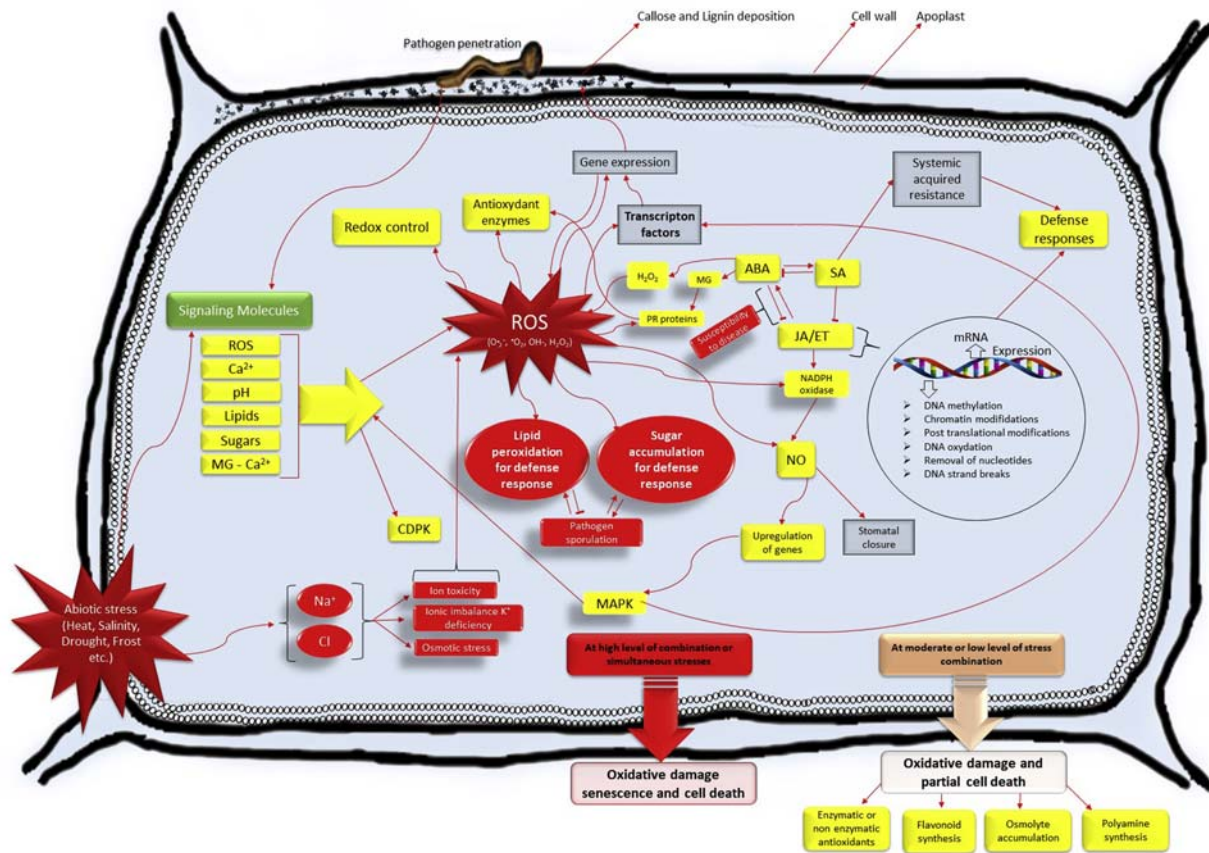 Callose and Lignin deposition
Cell wall
Apoplast
Pathogen penetration
Gene expression
Systemic
acquired
resistance
Antioxydant
enzymes
Redox control
Transcripton
factors
Defense
responses
H₂O₂
MG
ABA
SA
Signaling Molecules
ROS
Ca²⁺
pH
Lipids
Sugars
MG - Ca²⁺
ROS
PR proteins
Susceptibility
to disease
JA/ET
NADPH
oxidase
NO
mRNA
Expression
➢ DNA methylation
➢ Chromatin modifidations
➢ Post translational modifications
➢ DNA oxydation
➢ Removal of nucleotides
➢ DNA strand breaks
Lipid
peroxidation
for defense
response
Sugar
accumulation
for defense
response
Pathogen
sporulation
CDPK
Upregulation
of genes
Stomatal
closure
MAPK
Abiotic stress
(Heat, Salinity,
Drought, Frost
etc.)
Na⁺
Cl
Ion toxicity
Ionic imbalance K⁺
deficiency
Osmotic stress
At high level of combination or
simultaneous stresses
At moderate or low level of stress
combination
Oxidative damage
senescence and cell death
Oxidative damage and
partial cell death
Enzymatic or
non enzymatic
antioxidants
Flavonoid
synthesis
Osmolyte
accumulation
Polyamine
synthesis